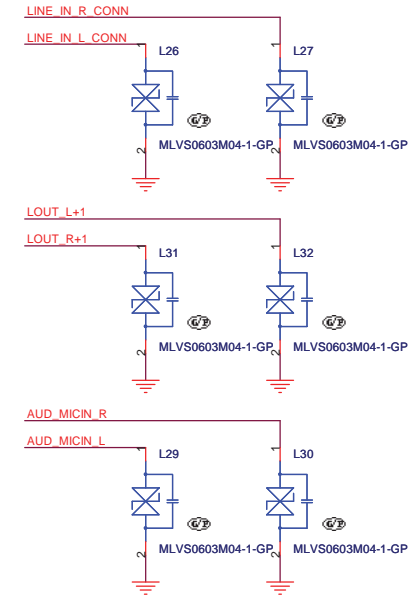 LINE_IN_R_CONN
LINE_IN_L_CONN
1 L26 1 L27
G/P G/P
2 MLVS0603M04-1-GP 2 MLVS0603M04-1-GP
LOUT_L+1
LOUT_R+1
1 L31 1 L32
G/P G/P
2 MLVS0603M04-1-GP 2 MLVS0603M04-1-GP
AUD_MICIN_R
AUD_MICIN_L
1 L29 1 L30
G/P G/P
2 MLVS0603M04-1-GP 2 MLVS0603M04-1-GP